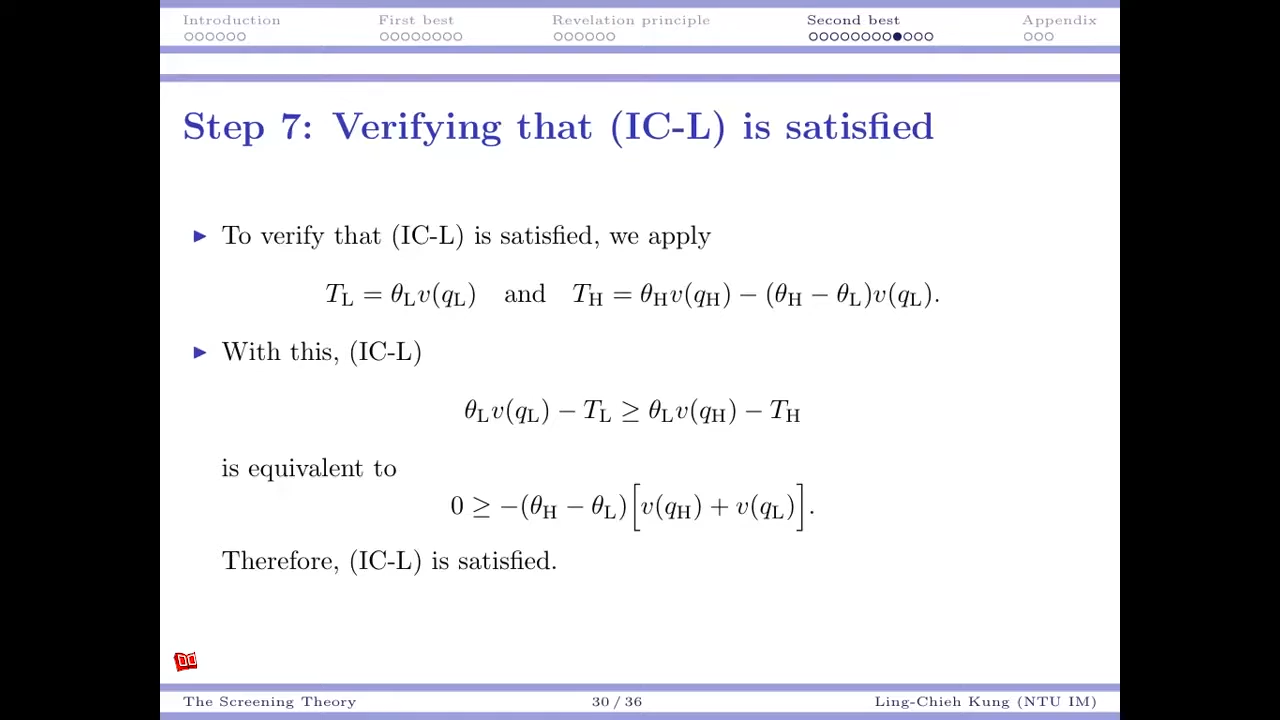 Introduction First best Revelation principle Second best Appendix
Step 7: Verifying that (IC-L) is satisfied
▶ To verify that (IC-L) is satisfied, we apply
T_L = θ_L v(q_L) and T_H = θ_H v(q_H) − (θ_H − θ_L)v(q_L).
▶ With this, (IC-L)
θ_L v(q_L) − T_L ≥ θ_L v(q_H) − T_H
is equivalent to
0 ≥ −(θ_H − θ_L)[v(q_H) + v(q_L)].
Therefore, (IC-L) is satisfied.
The Screening Theory 30 / 36 Ling-Chieh Kung (NTU IM)